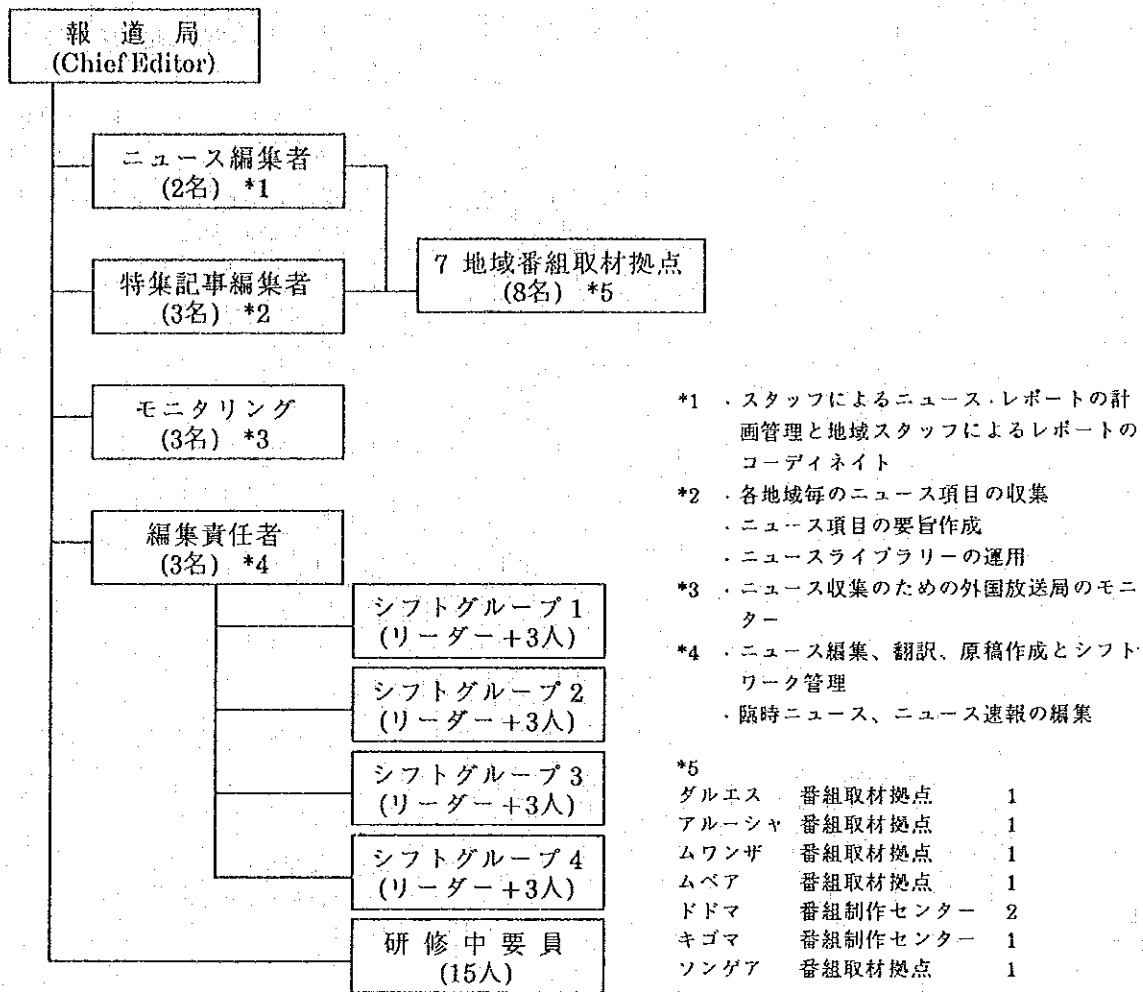 報道局
(Chief Editor)
ニュース編集者
(2名) *1
特集記事編集者
(3名) *2
7 地域番組取材拠点
(8名) *5
モニタリング
(3名) *3
編集責任者
(3名) *4
シフトグループ1
(リーダー+3人)
シフトグループ2
(リーダー+3人)
シフトグループ3
(リーダー+3人)
シフトグループ4
(リーダー+3人)
研修中要員
(15人)
*1 ・スタッフによるニュース・レポートの計
画管理と地域スタッフによるレポートの
コーディネイト
*2 ・各地域毎のニュース項目の収集
・ニュース項目の要旨作成
・ニュースライブラリーの運用
*3 ・ニュース収集のための外国放送局のモニ
ター
*4 ・ニュース編集、翻訳、原稿作成とシフト
ワーク管理
・臨時ニュース、ニュース速報の編集
*5
ダルエス 番組取材拠点 1
アルーシャ 番組取材拠点 1
ムワンザ 番組取材拠点 1
ムベア 番組取材拠点 1
ドドマ 番組制作センター 2
キゴマ 番組制作センター 1
ソンゲア 番組取材拠点 1